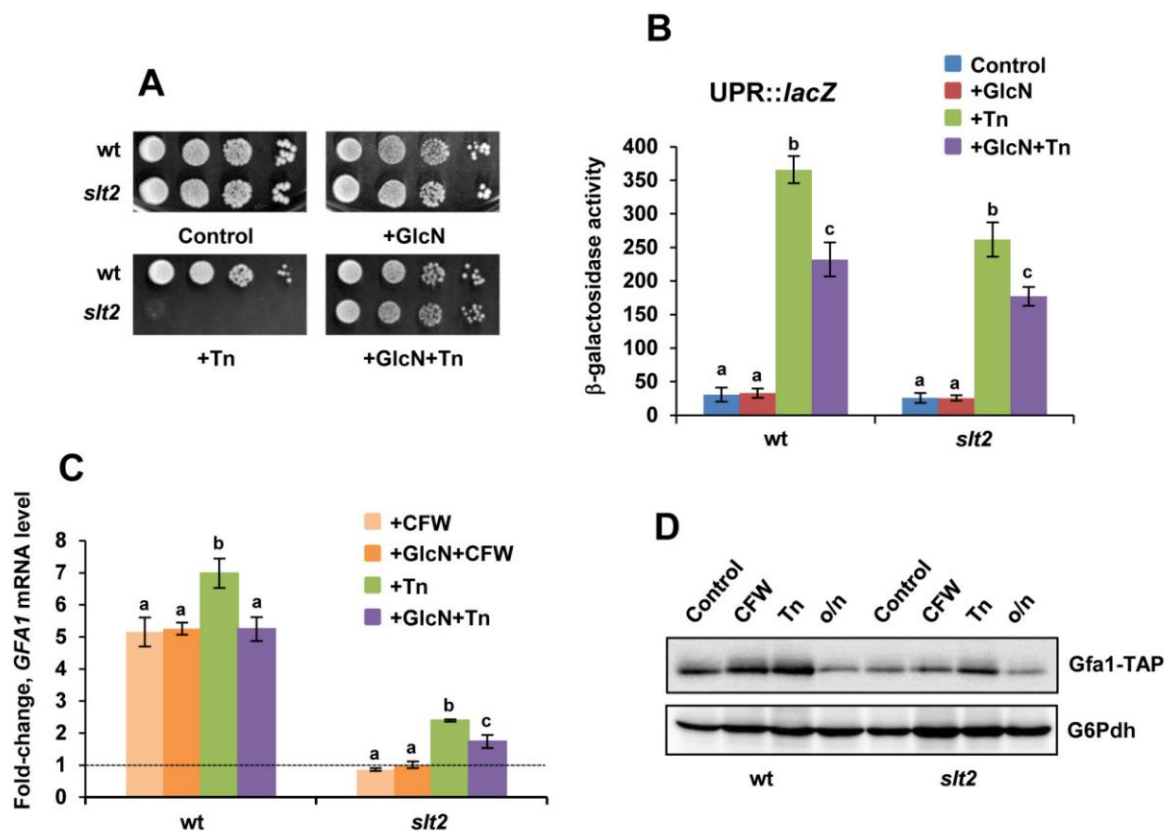 A
wt
slt2
Control
+GlcN
wt
slt2
+Tn
+GlcN+Tn
B
UPR::lacZ
Control
+GlcN
+Tn
+GlcN+Tn
β-galactosidase activity
400
350
300
250
200
150
100
50
0
a
a
b
c
a
a
b
c
wt
slt2
C
Fold-change, GFA1 mRNA level
8
7
6
5
4
3
2
1
0
+CFW
+GlcN+CFW
+Tn
+GlcN+Tn
a
a
b
a
a
a
b
c
wt
slt2
D
Control
CFW
Tn
o/n
Control
CFW
Tn
o/n
Gfa1-TAP
G6Pdh
wt
slt2